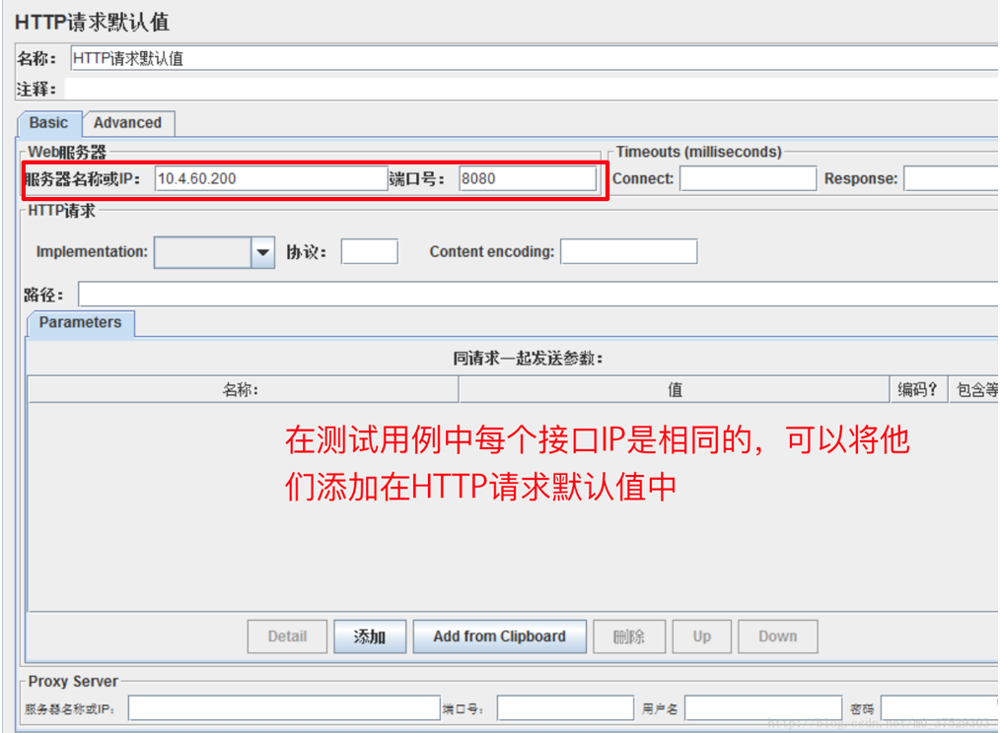 HTTP请求默认值
名称： HTTP请求默认值
注释：
Basic Advanced
Web服务器 Timeouts (milliseconds)
服务器名称或IP： 10.4.60.200 端口号： 8080 Connect: Response:
HTTP请求
Implementation: 协议： Content encoding:
路径：
Parameters
同请求一起发送参数：
名称： 值 编码？ 包含等
在测试用例中每个接口IP是相同的，可以将他
们添加在HTTP请求默认值中
Detail 添加 Add from Clipboard 删除 Up Down
Proxy Server
服务器名称或IP： 端口号： 用户名 密码